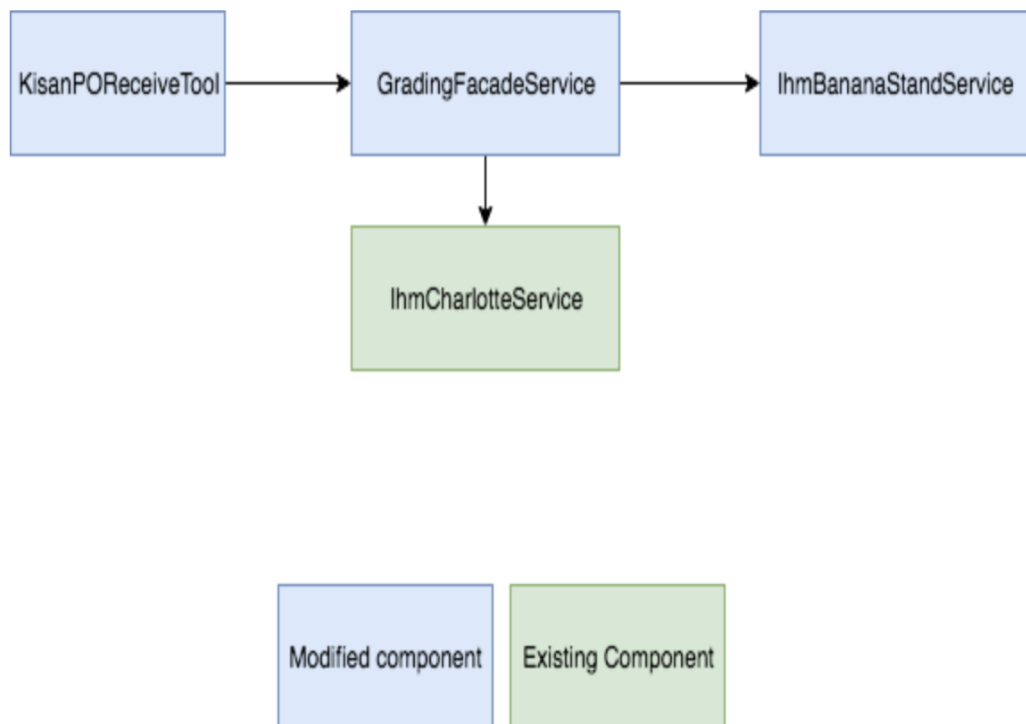 KisanPOReceiveTool
GradingFacadeService
IhmBananaStandService
IhmCharlotteService
Modified component
Existing Component